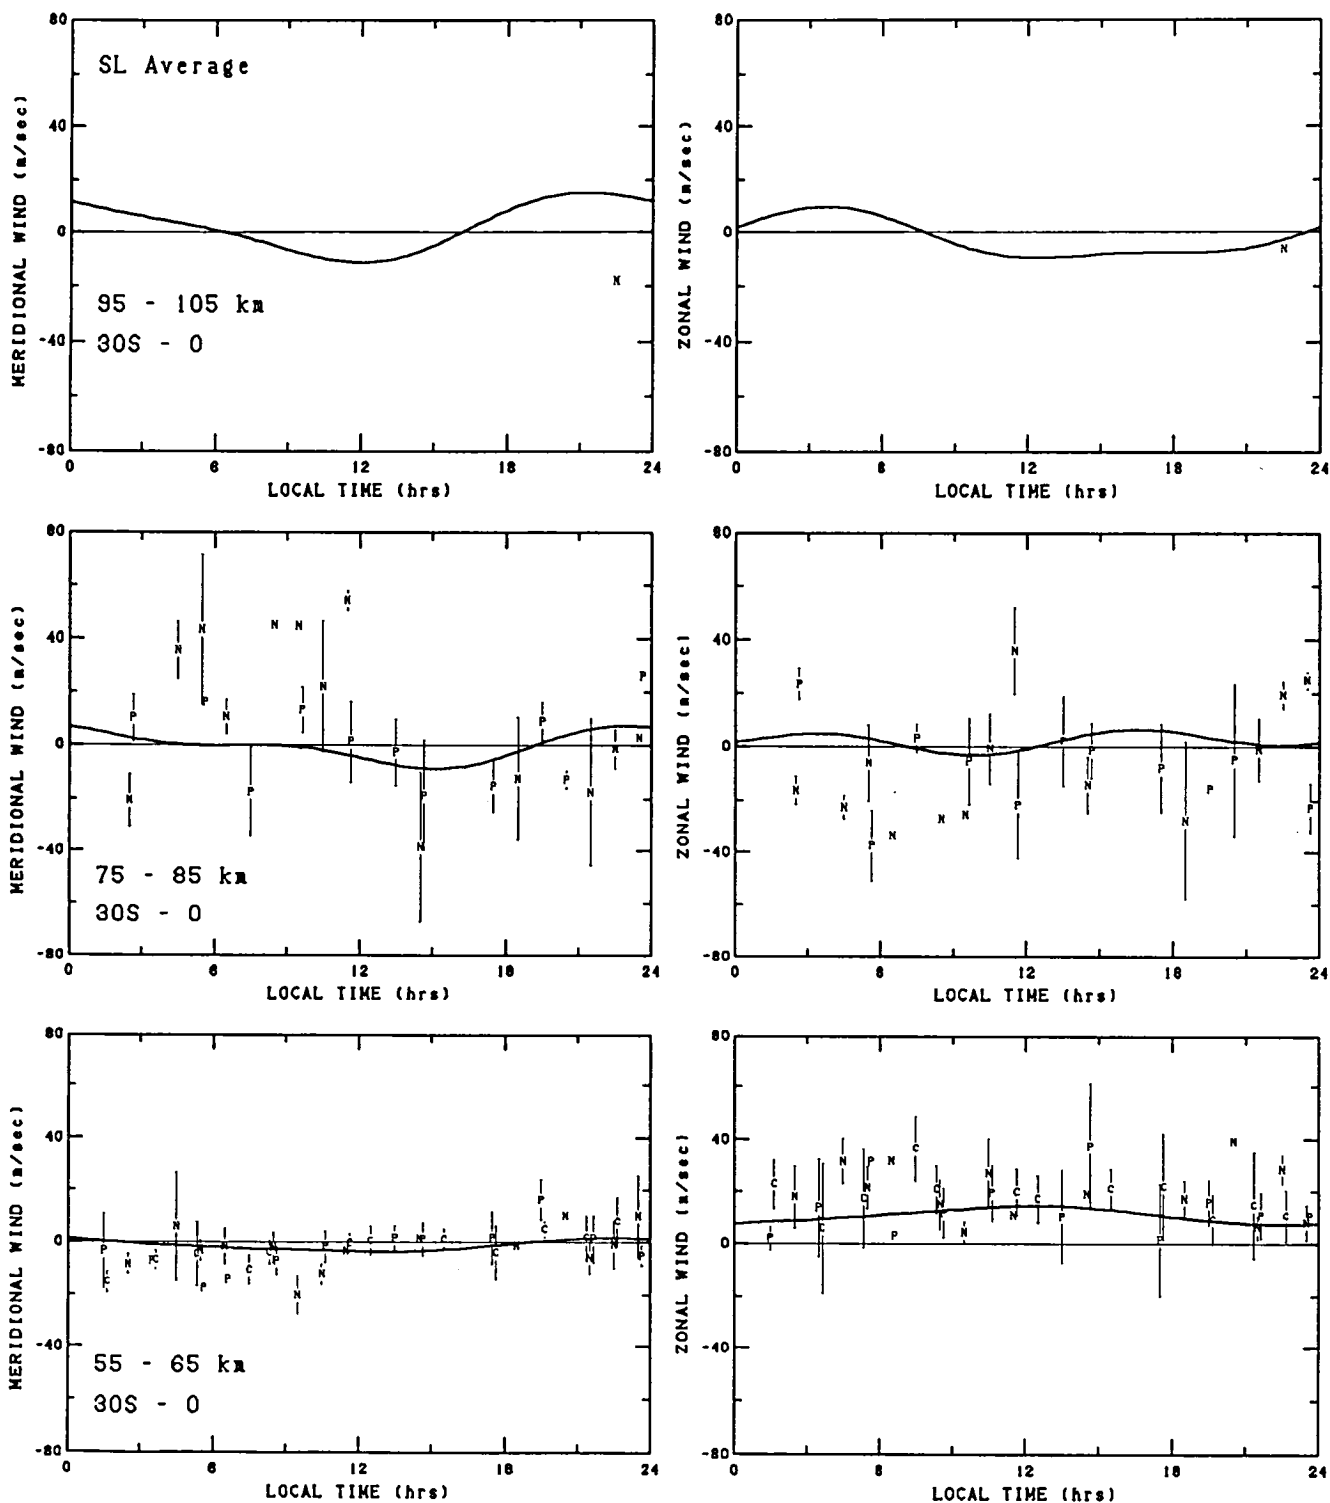 80
40
0
-40
-80
MERIDIONAL WIND (m/sec)
SL Average
95 - 105 km
30S - 0
N
0 6 12 18 24
LOCAL TIME (hrs)
80
40
0
-40
-80
ZONAL WIND (m/sec)
N
0 6 12 18 24
LOCAL TIME (hrs)
80
40
0
-40
-80
MERIDIONAL WIND (m/sec)
75 - 85 km
30S - 0
0 6 12 18 24
LOCAL TIME (hrs)
80
40
0
-40
-80
ZONAL WIND (m/sec)
0 6 12 18 24
LOCAL TIME (hrs)
80
40
0
-40
-80
MERIDIONAL WIND (m/sec)
55 - 65 km
30S - 0
0 6 12 18 24
LOCAL TIME (hrs)
80
40
0
-40
-80
ZONAL WIND (m/sec)
0 6 12 18 24
LOCAL TIME (hrs)